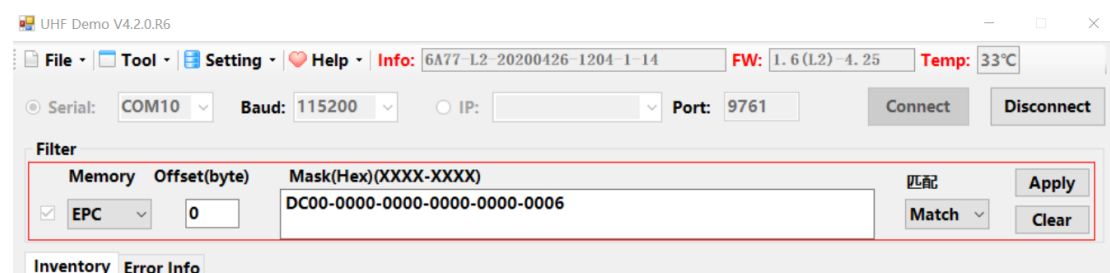 UHF Demo V4.2.0.R6
File Tool Setting Help Info: 6A77-L2-20200426-1204-1-14 FW: 1.6(L2)-4.25 Temp: 33℃
Serial: COM10 Baud: 115200 IP: Port: 9761 Connect Disconnect
Filter
Memory Offset(byte) Mask(Hex)(XXXX-XXXX) 匹配 Apply
EPC 0 DC00-0000-0000-0000-0000-0006 Match Clear
Inventory Error Info